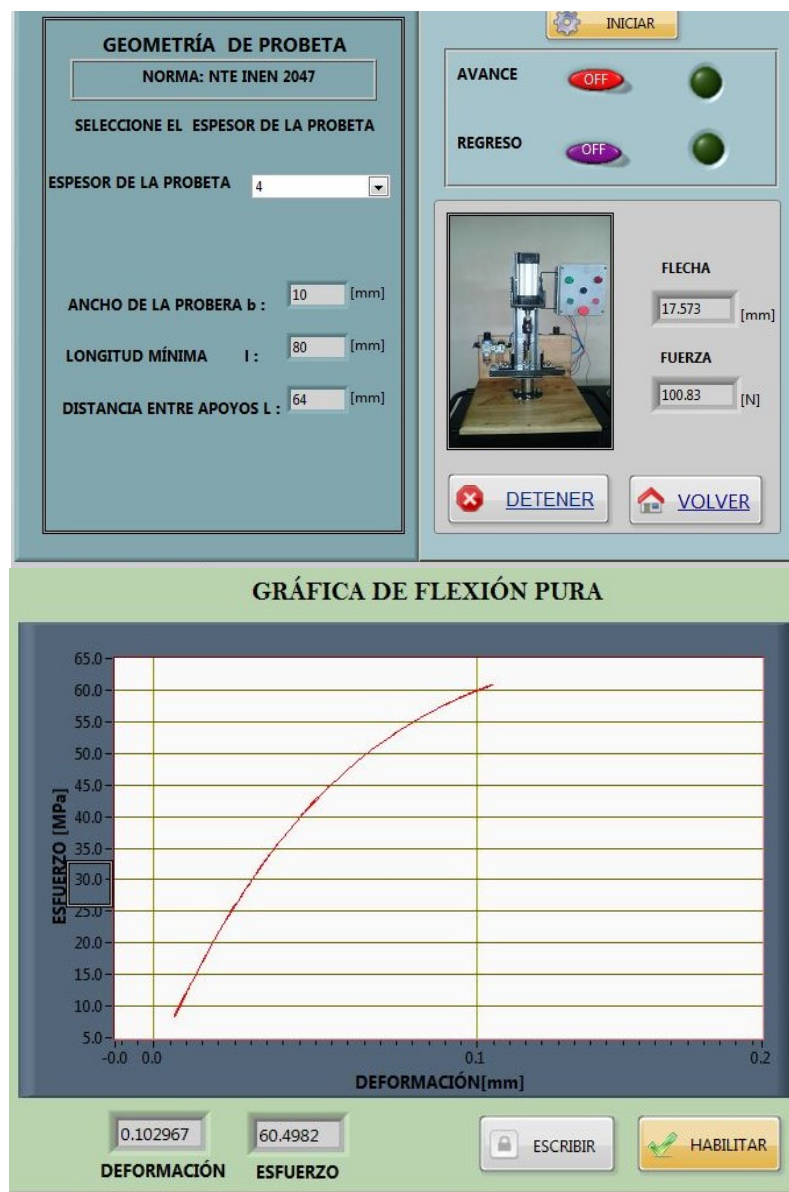 GEOMETRÍA DE PROBETA
NORMA: NTE INEN 2047
SELECCIONE EL ESPESOR DE LA PROBETA
ESPESOR DE LA PROBETA 4
ANCHO DE LA PROBERA b : 10 [mm]
LONGITUD MÍNIMA l : 80 [mm]
DISTANCIA ENTRE APOYOS L : 64 [mm]
INICIAR
AVANCE OFF
REGRESO OFF
FLECHA
17.573 [mm]
FUERZA
100.83 [N]
DETENER VOLVER
GRÁFICA DE FLEXIÓN PURA
65.0
60.0
55.0
50.0
45.0
40.0
35.0
30.0
25.0
20.0
15.0
10.0
5.0
ESFUERZO [MPa]
-0.0 0.0 0.1 0.2
DEFORMACIÓN[mm]
0.102967 60.4982
DEFORMACIÓN ESFUERZO
ESCRIBIR HABILITAR